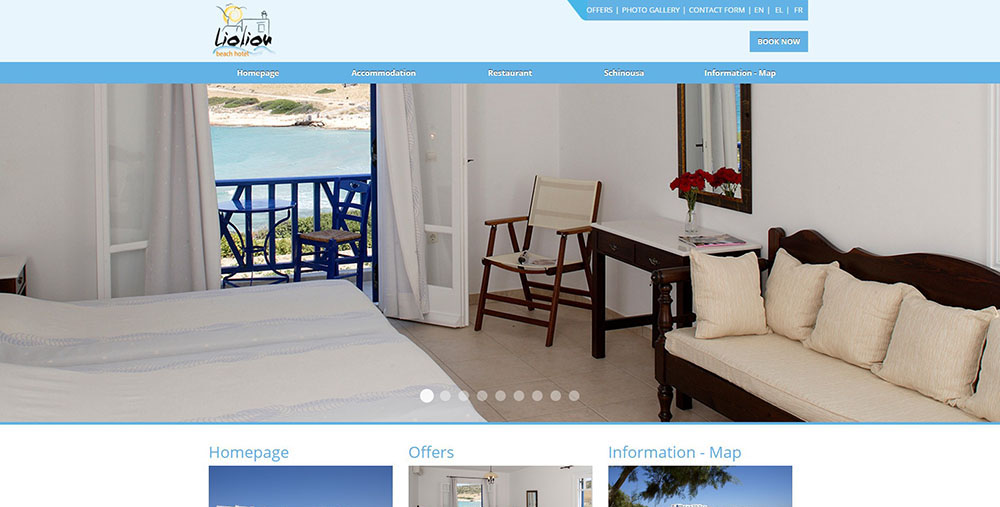 OFFERS | PHOTO GALLERY | CONTACT FORM | EN | EL | FR
Lioliou
beach hotel
BOOK NOW
Homepage Accommodation Restaurant Schinousa Information - Map
Homepage Offers Information - Map